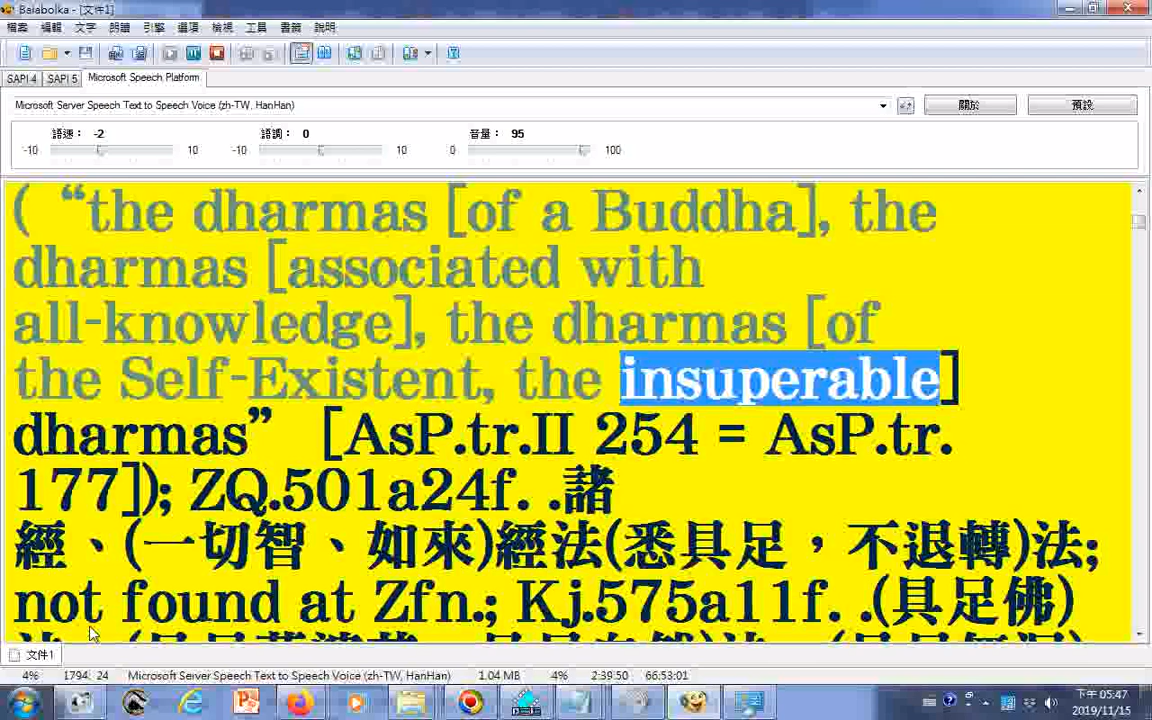 Balabolka - [文件1]
檔案 編輯 文字 朗讀 引擎 選項 檢視 工具 書籤 說明
SAPI 4 SAPI 5 Microsoft Speech Platform
Microsoft Server Speech Text to Speech Voice (zh-TW, HanHan) 關於 預設
語速： -2 語調： 0 音量： 95
-10 10 -10 10 0 100
( “the dharmas [of a Buddha], the
dharmas [associated with
all-knowledge], the dharmas [of
the Self-Existent, the insuperable]
dharmas” [AsP.tr.II 254 = AsP.tr.
177]); ZQ.501a24f. .諸
經、(一切智、如來)經法(悉具足，不退轉)法;
not found at Zfn.; Kj.575a11f. .(具足佛)
文件1
4% 1794 24 Microsoft Server Speech Text to Speech Voice (zh-TW, HanHan) 1.04 MB 4% 2:39:50 66:53:01
下午 05:47
2019/11/15